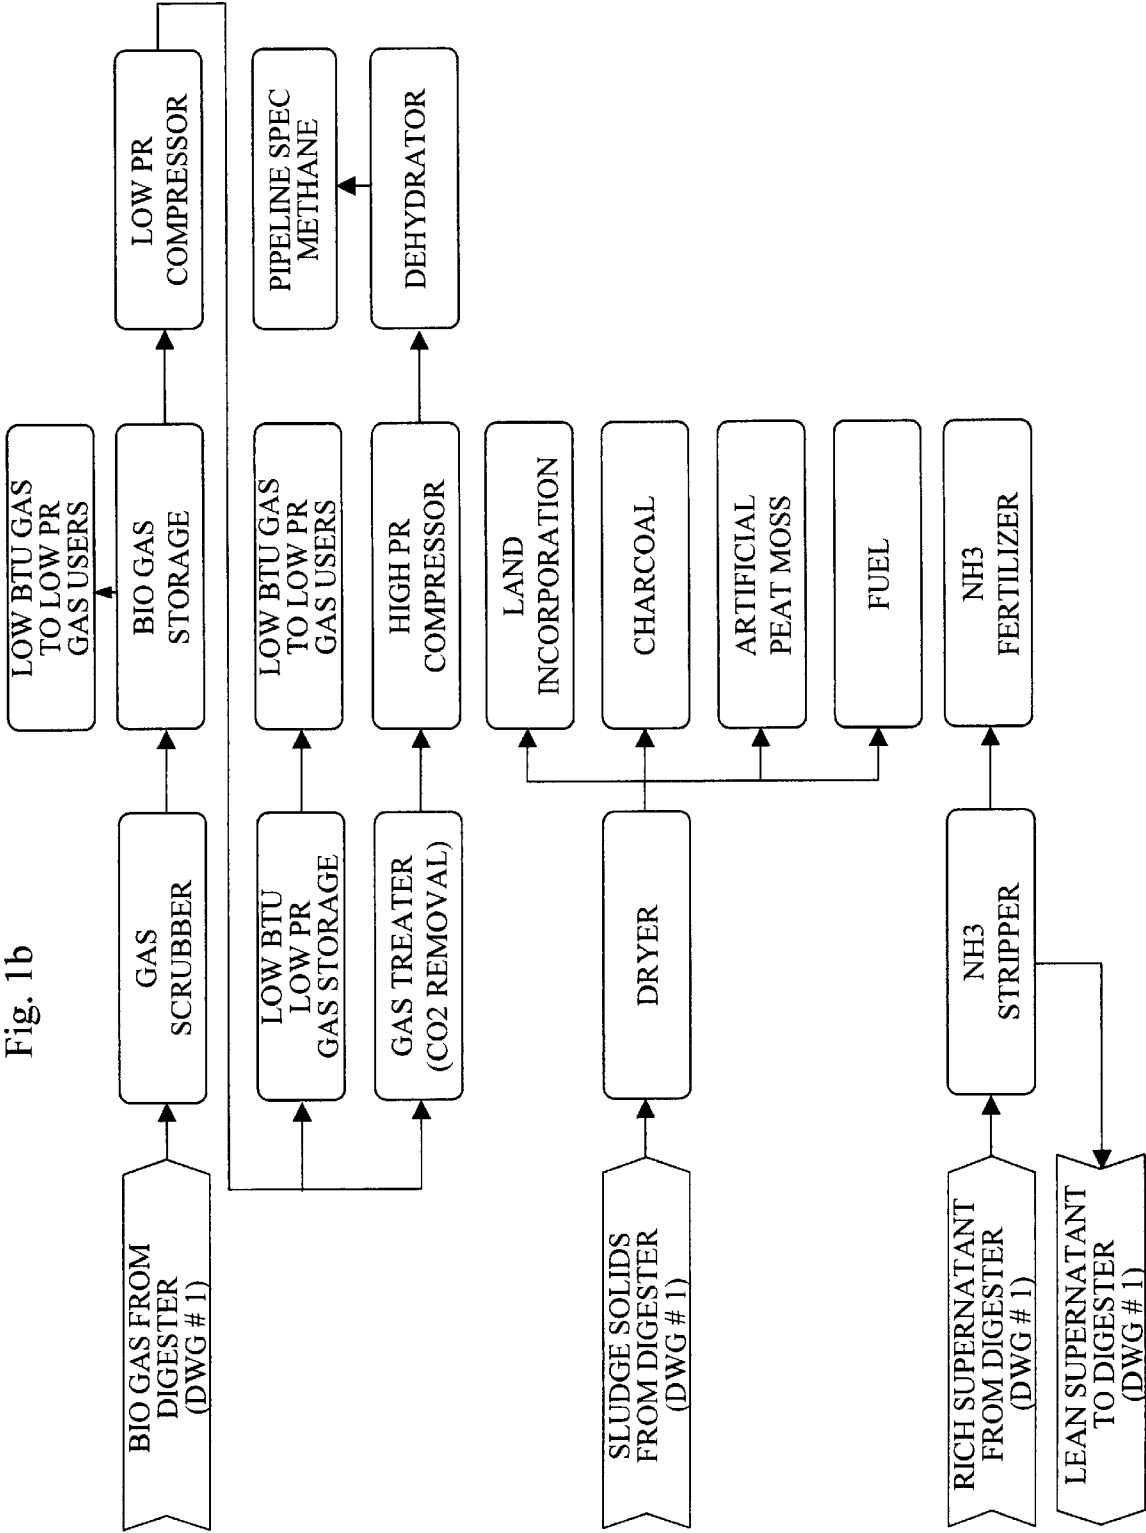 Fig. 1b
BIO GAS FROM
DIGESTER
(DWG # 1)
GAS
SCRUBBER
BIO GAS
STORAGE
LOW BTU GAS
TO LOW PR
GAS USERS
LOW PR
COMPRESSOR
LOW BTU
LOW PR
GAS STORAGE
LOW BTU GAS
TO LOW PR
GAS USERS
PIPELINE SPEC
METHANE
GAS TREATER
(CO2 REMOVAL)
HIGH PR
COMPRESSOR
DEHYDRATOR
SLUDGE SOLIDS
FROM DIGESTER
(DWG # 1)
DRYER
LAND
INCORPORATION
CHARCOAL
ARTIFICIAL
PEAT MOSS
FUEL
RICH SUPERNATANT
FROM DIGESTER
(DWG # 1)
NH3
STRIPPER
NH3
FERTILIZER
LEAN SUPERNATANT
TO DIGESTER
(DWG # 1)